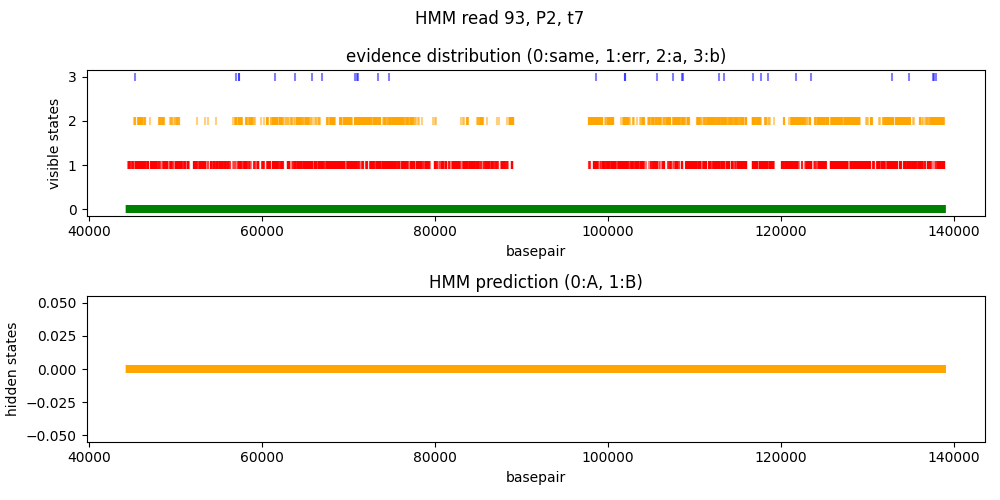 HMM read 93, P2, t7
evidence distribution (0:same, 1:err, 2:a, 3:b)
visible states
3
2
1
0
40000 60000 80000 100000 120000 140000
basepair
HMM prediction (0:A, 1:B)
hidden states
0.050
0.025
0.000
−0.025
−0.050
40000 60000 80000 100000 120000 140000
basepair